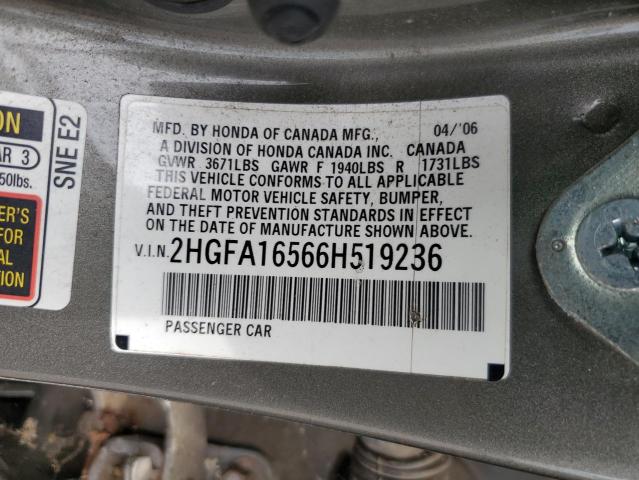 ON
AR 3
50lbs.
SNE E2
ER'S
FOR
AL
TION
MFD. BY HONDA OF CANADA MFG., 04/'06
A DIVISION OF HONDA CANADA INC. CANADA
GVWR 3671LBS GAWR F 1940LBS R 1731LBS
THIS VEHICLE CONFORMS TO ALL APPLICABLE
FEDERAL MOTOR VEHICLE SAFETY, BUMPER,
AND THEFT PREVENTION STANDARDS IN EFFECT
ON THE DATE OF MANUFACTURE SHOWN ABOVE.
V.I.N. 2HGFA16566H519236
PASSENGER CAR